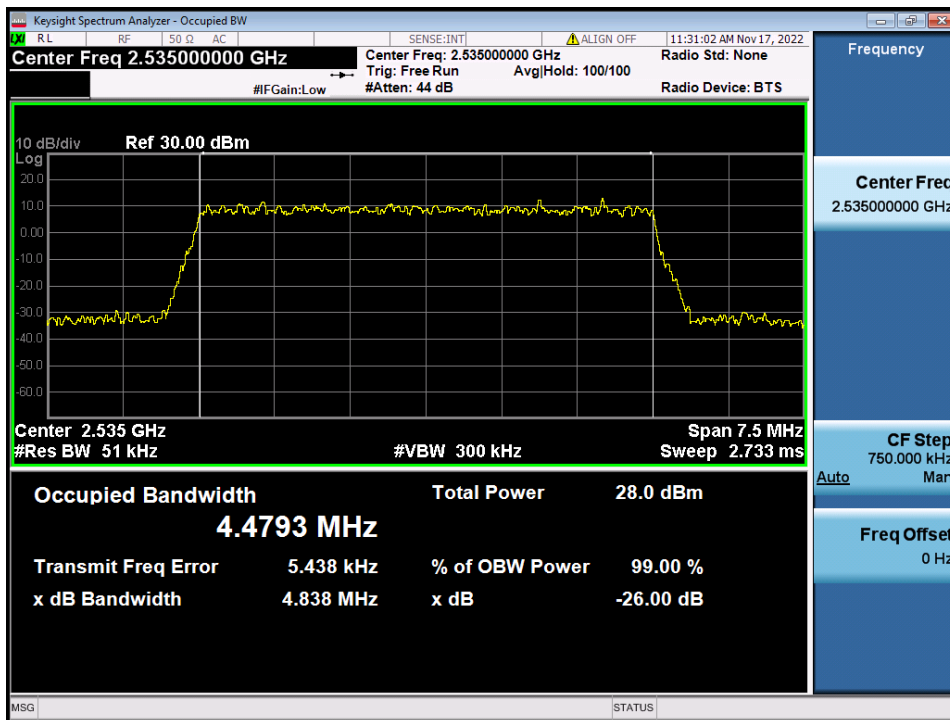 Keysight Spectrum Analyzer - Occupied BW
LXI RL RF 50 Ω AC SENSE:INT ALIGN OFF 11:31:02 AM Nov 17, 2022
Center Freq 2.535000000 GHz
Center Freq: 2.535000000 GHz Radio Std: None
Trig: Free Run Avg|Hold: 100/100
#IFGain:Low #Atten: 44 dB Radio Device: BTS
10 dB/div Ref 30.00 dBm
Log
20.0
10.0
0.00
-10.0
-20.0
-30.0
-40.0
-50.0
-60.0
Center 2.535 GHz Span 7.5 MHz
#Res BW 51 kHz #VBW 300 kHz Sweep 2.733 ms
Occupied Bandwidth Total Power 28.0 dBm
4.4793 MHz
Transmit Freq Error 5.438 kHz % of OBW Power 99.00 %
x dB Bandwidth 4.838 MHz x dB -26.00 dB
MSG STATUS
Frequency
Center Freq
2.535000000 GHz
CF Step
750.000 kHz
Auto Man
Freq Offset
0 Hz